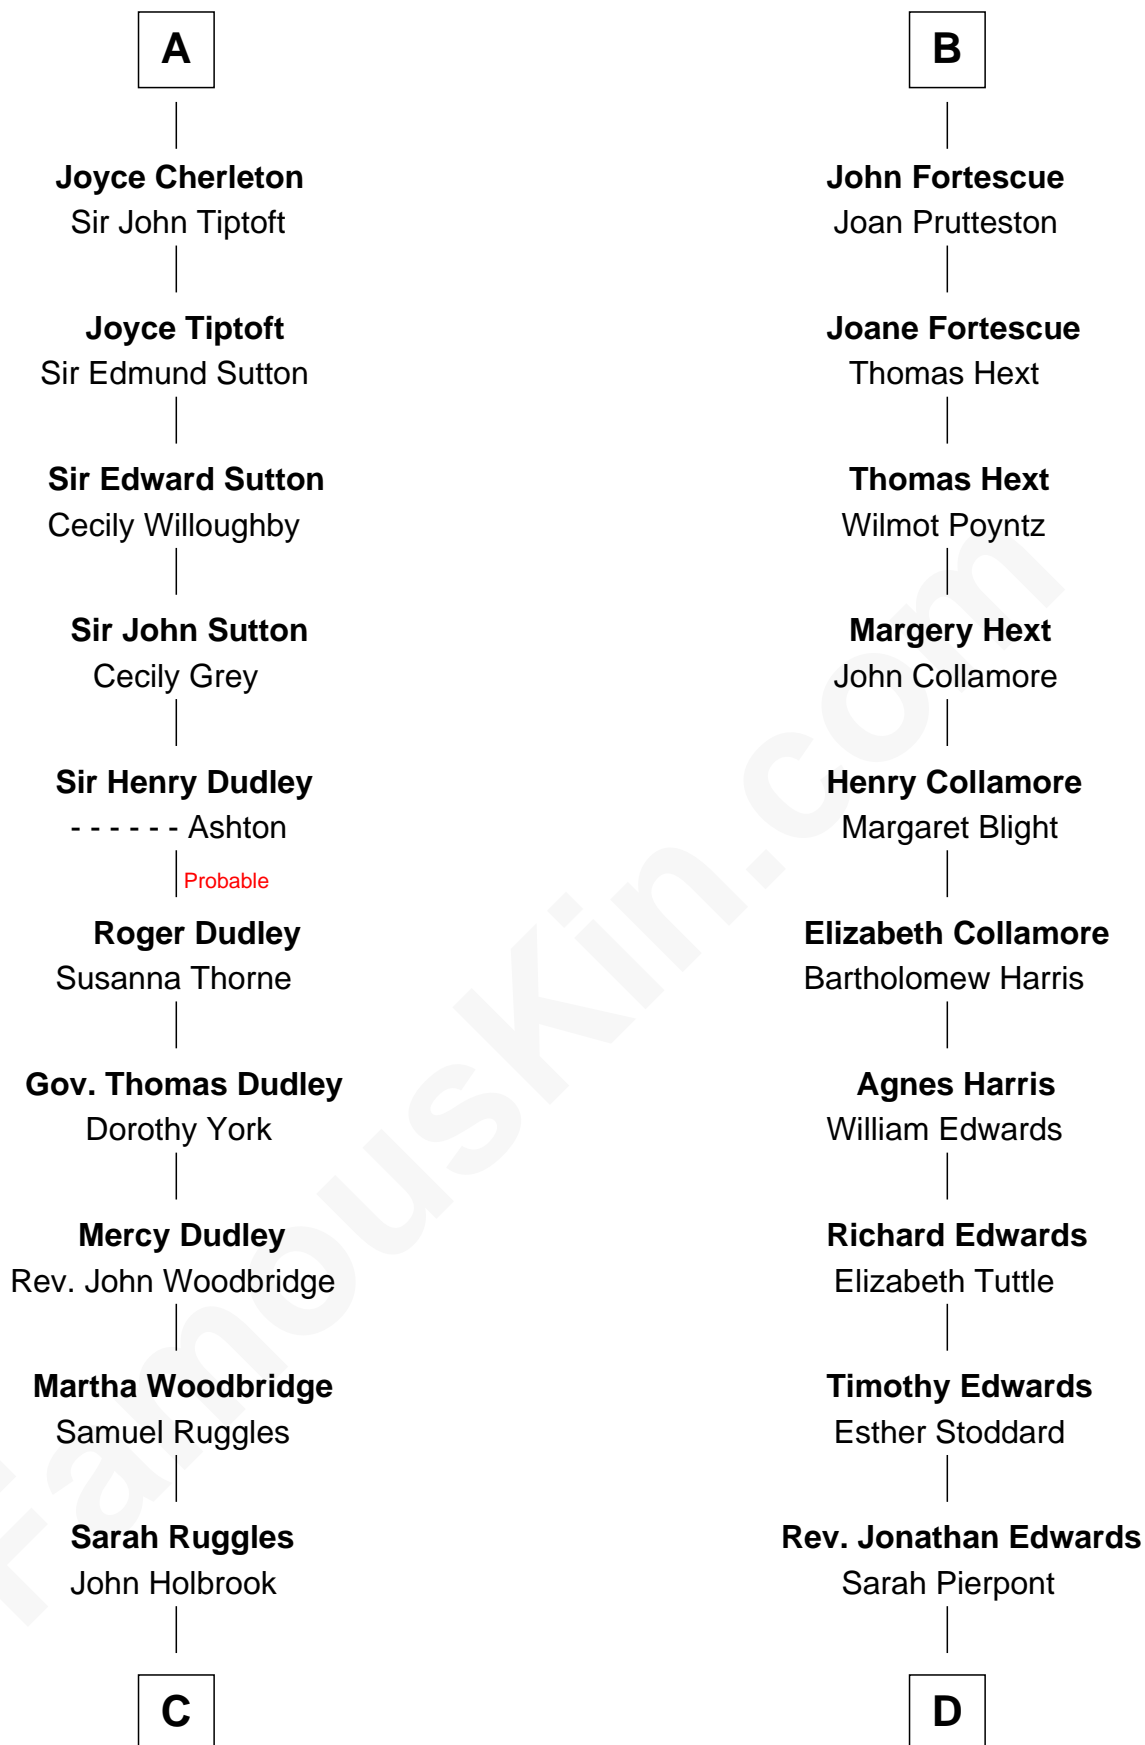 A
Joyce Cherleton
Sir John Tiptoft
Joyce Tiptoft
Sir Edmund Sutton
Sir Edward Sutton
Cecily Willoughby
Sir John Sutton
Cecily Grey
Sir Henry Dudley
- - - - - - Ashton
Probable
Roger Dudley
Susanna Thorne
Gov. Thomas Dudley
Dorothy York
Mercy Dudley
Rev. John Woodbridge
Martha Woodbridge
Samuel Ruggles
Sarah Ruggles
John Holbrook
C
B
John Fortescue
Joan Prutteston
Joane Fortescue
Thomas Hext
Thomas Hext
Wilmot Poyntz
Margery Hext
John Collamore
Henry Collamore
Margaret Blight
Elizabeth Collamore
Bartholomew Harris
Agnes Harris
William Edwards
Richard Edwards
Elizabeth Tuttle
Timothy Edwards
Esther Stoddard
Rev. Jonathan Edwards
Sarah Pierpont
D
FamousKin.com